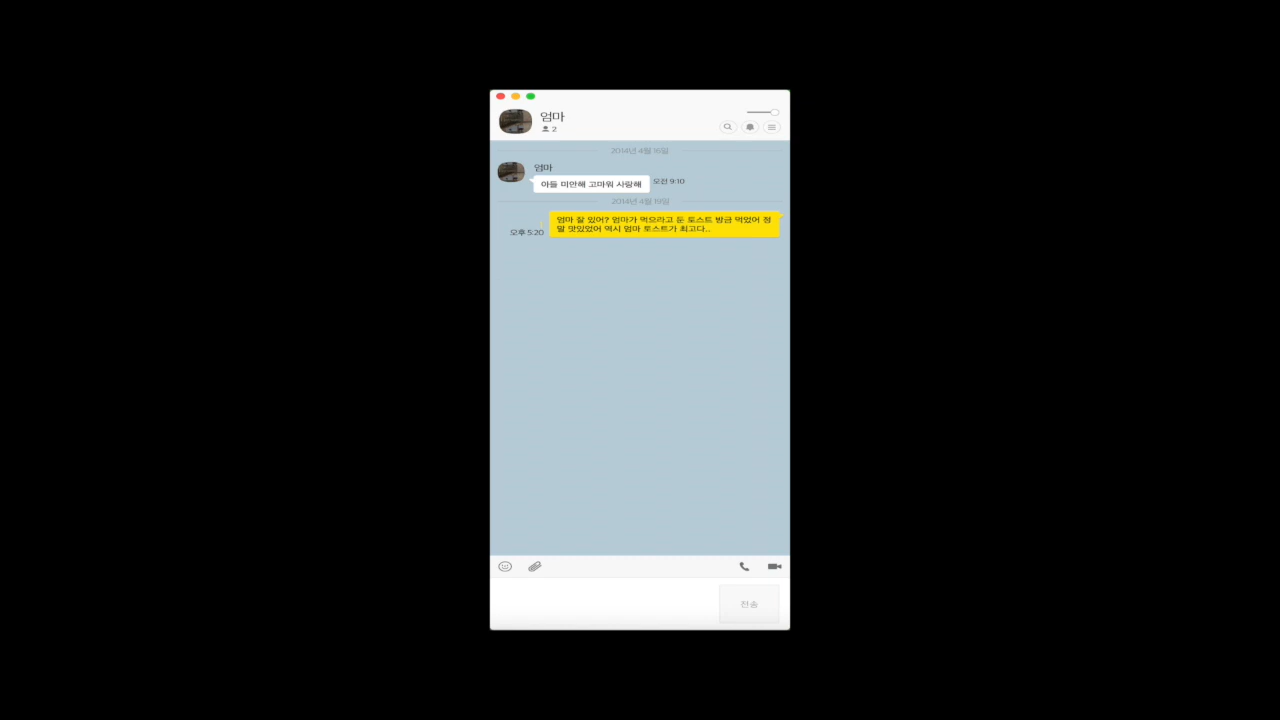 엄마
2
2014년 4월 16일
엄마
아들 미안해 고마워 사랑해
오전 9:10
2014년 4월 19일
엄마 잘 있어? 엄마가 먹으라고 둔 토스트 방금 먹었어 정
말 맛있었어 역시 엄마 토스트가 최고다..
1
오후 5:20
전송